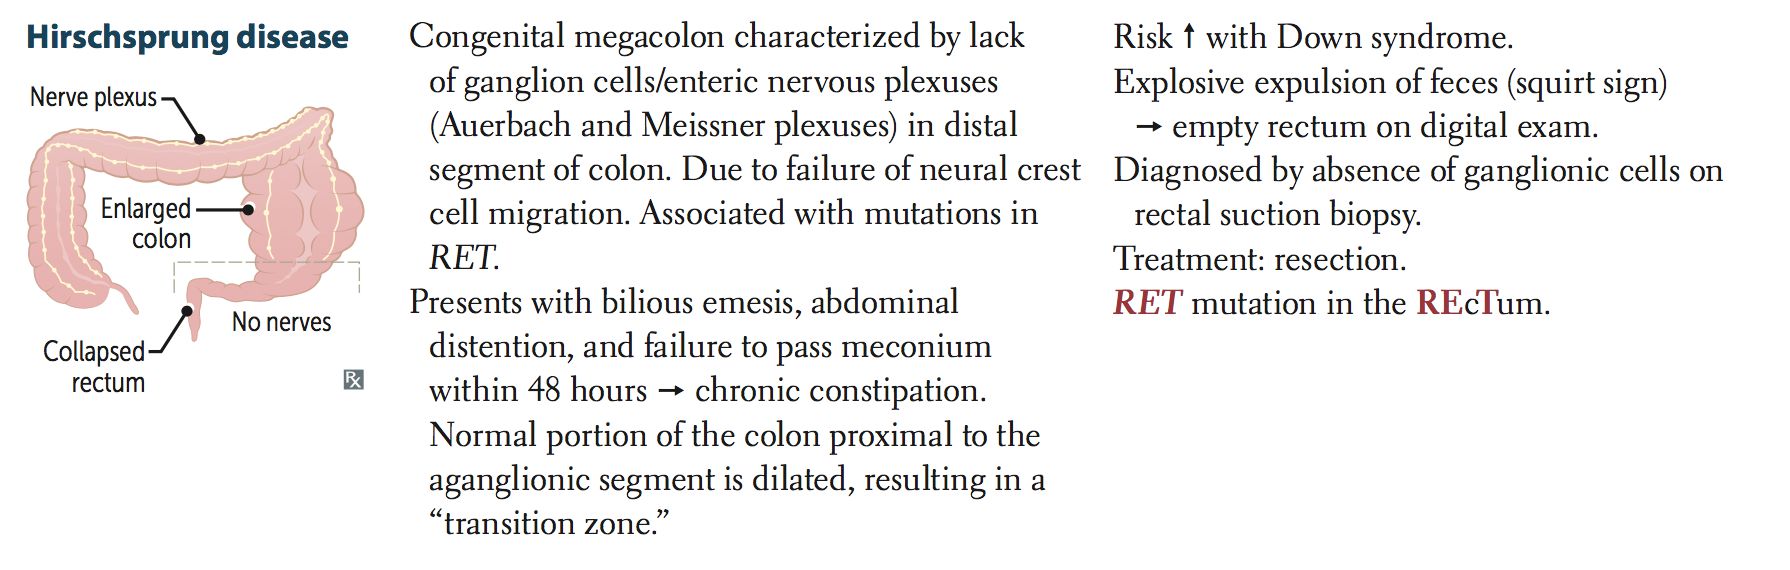 Hirschsprung disease
Nerve plexus
Enlarged
colon
No nerves
Collapsed
rectum
Rx
Congenital megacolon characterized by lack
of ganglion cells/enteric nervous plexuses
(Auerbach and Meissner plexuses) in distal
segment of colon. Due to failure of neural crest
cell migration. Associated with mutations in
RET.
Presents with bilious emesis, abdominal
distention, and failure to pass meconium
within 48 hours → chronic constipation.
Normal portion of the colon proximal to the
aganglionic segment is dilated, resulting in a
“transition zone.”
Risk ↑ with Down syndrome.
Explosive expulsion of feces (squirt sign)
→ empty rectum on digital exam.
Diagnosed by absence of ganglionic cells on
rectal suction biopsy.
Treatment: resection.
RET mutation in the REcTum.